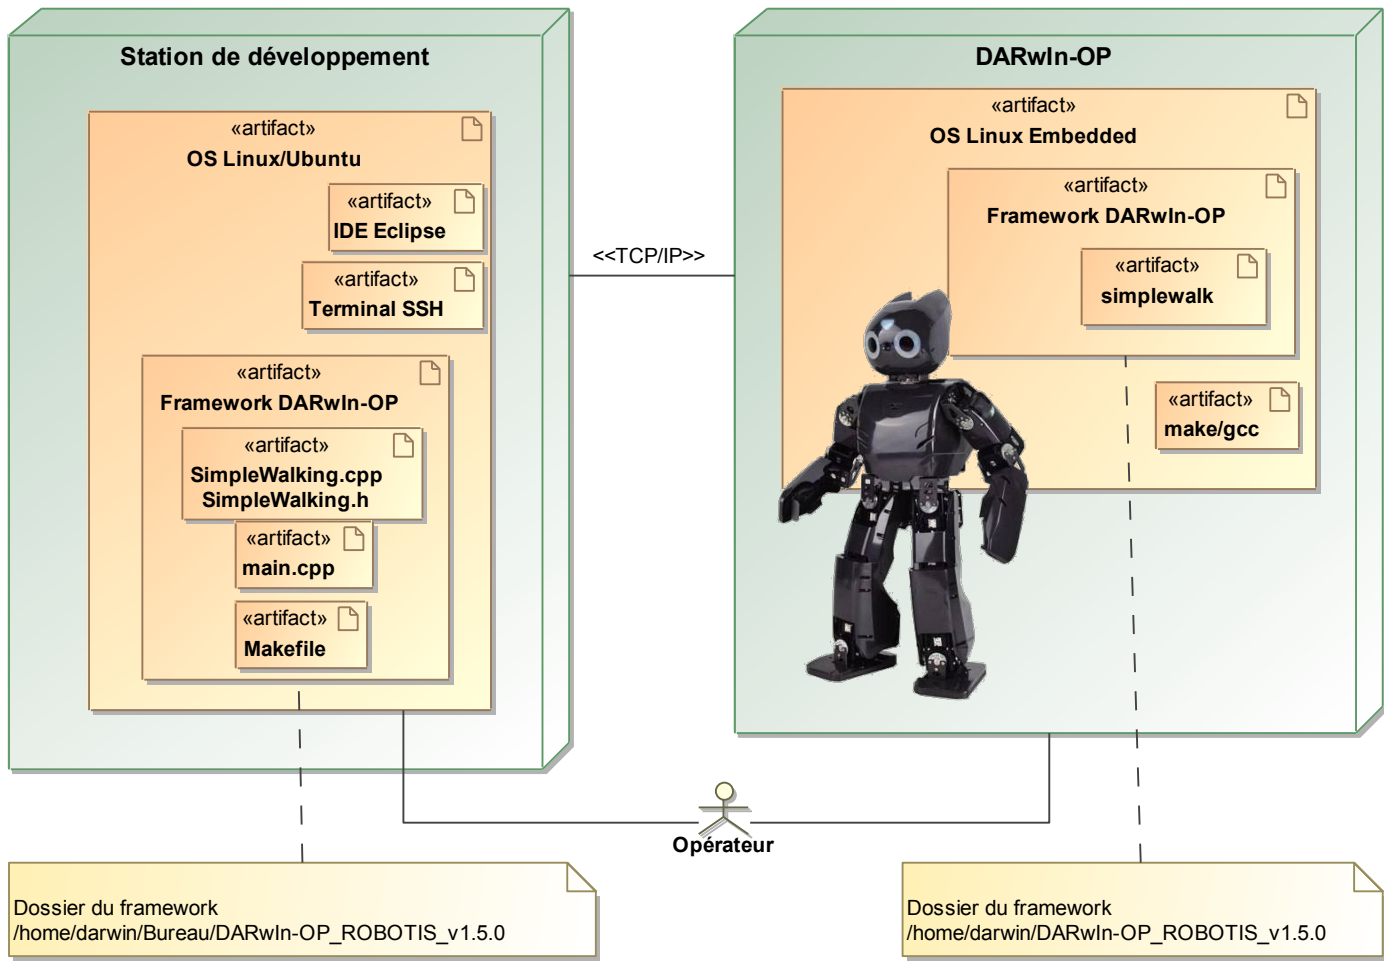 Station de développement
«artifact»
OS Linux/Ubuntu
«artifact»
IDE Eclipse
«artifact»
Terminal SSH
«artifact»
Framework DARwIn-OP
«artifact»
SimpleWalking.cpp
SimpleWalking.h
«artifact»
main.cpp
«artifact»
Makefile
<<TCP/IP>>
DARwIn-OP
«artifact»
OS Linux Embedded
«artifact»
Framework DARwIn-OP
«artifact»
simplewalk
«artifact»
make/gcc
Opérateur
Dossier du framework
/home/darwin/Bureau/DARwIn-OP_ROBOTIS_v1.5.0
Dossier du framework
/home/darwin/DARwIn-OP_ROBOTIS_v1.5.0